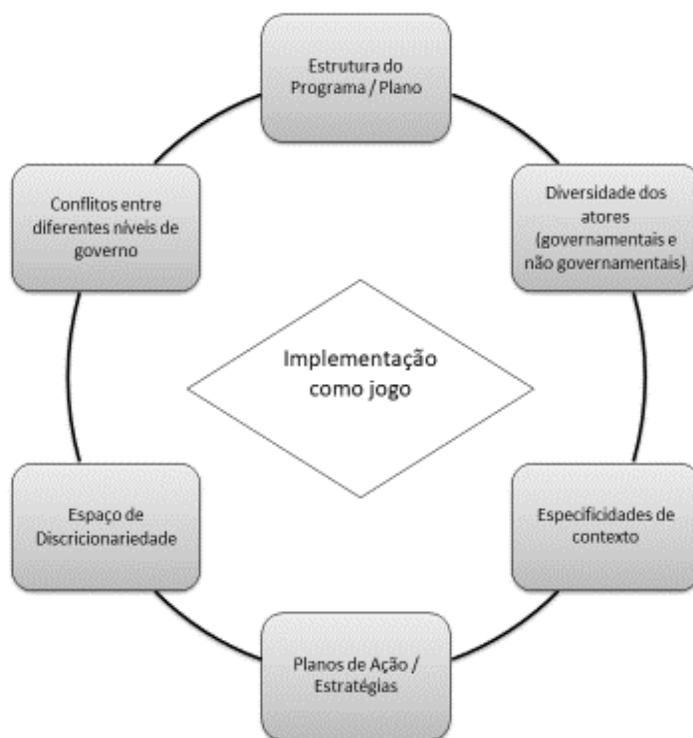 Estrutura do
Programa / Plano
Conflitos entre
diferentes níveis de
governo
Diversidade dos
atores
(governamentais e
não governamentais)
Implementação
como jogo
Espaço de
Discricionariedade
Especificidades de
contexto
Planos de Ação /
Estratégias